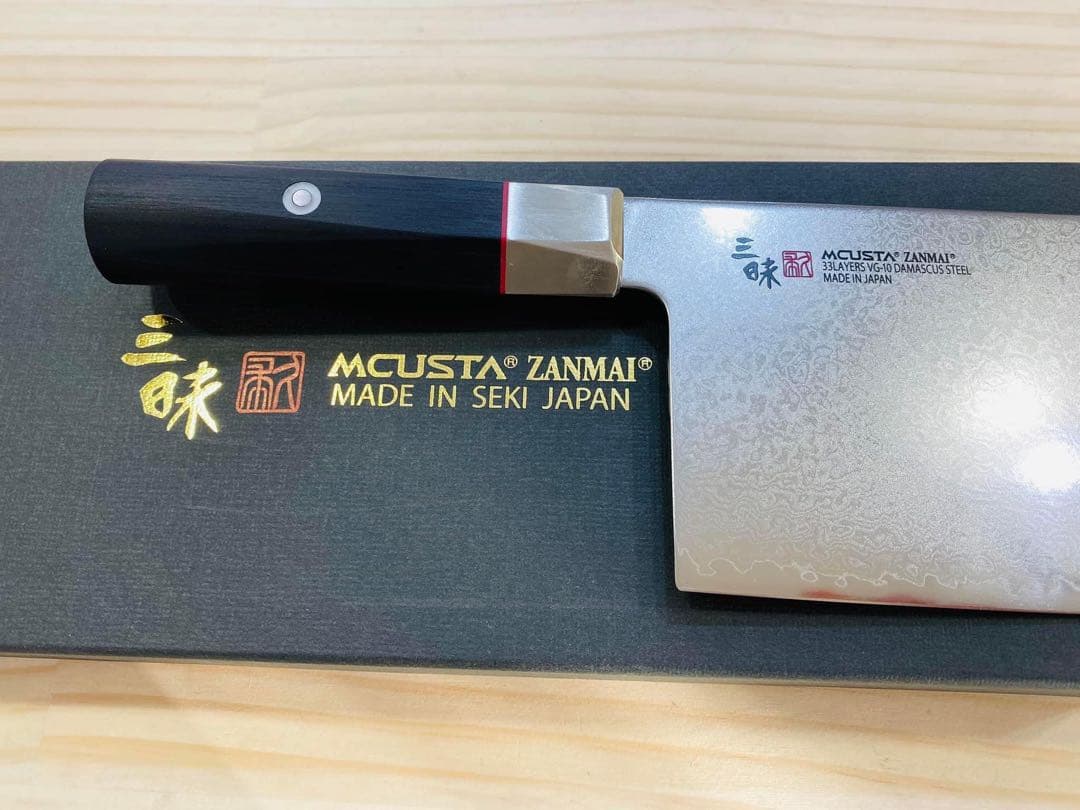 三昧
MCUSTA® ZANMAI®
33LAYERS VG-10 DAMASCUS STEEL
MADE IN JAPAN
三昧
MCUSTA® ZANMAI®
MADE IN SEKI JAPAN